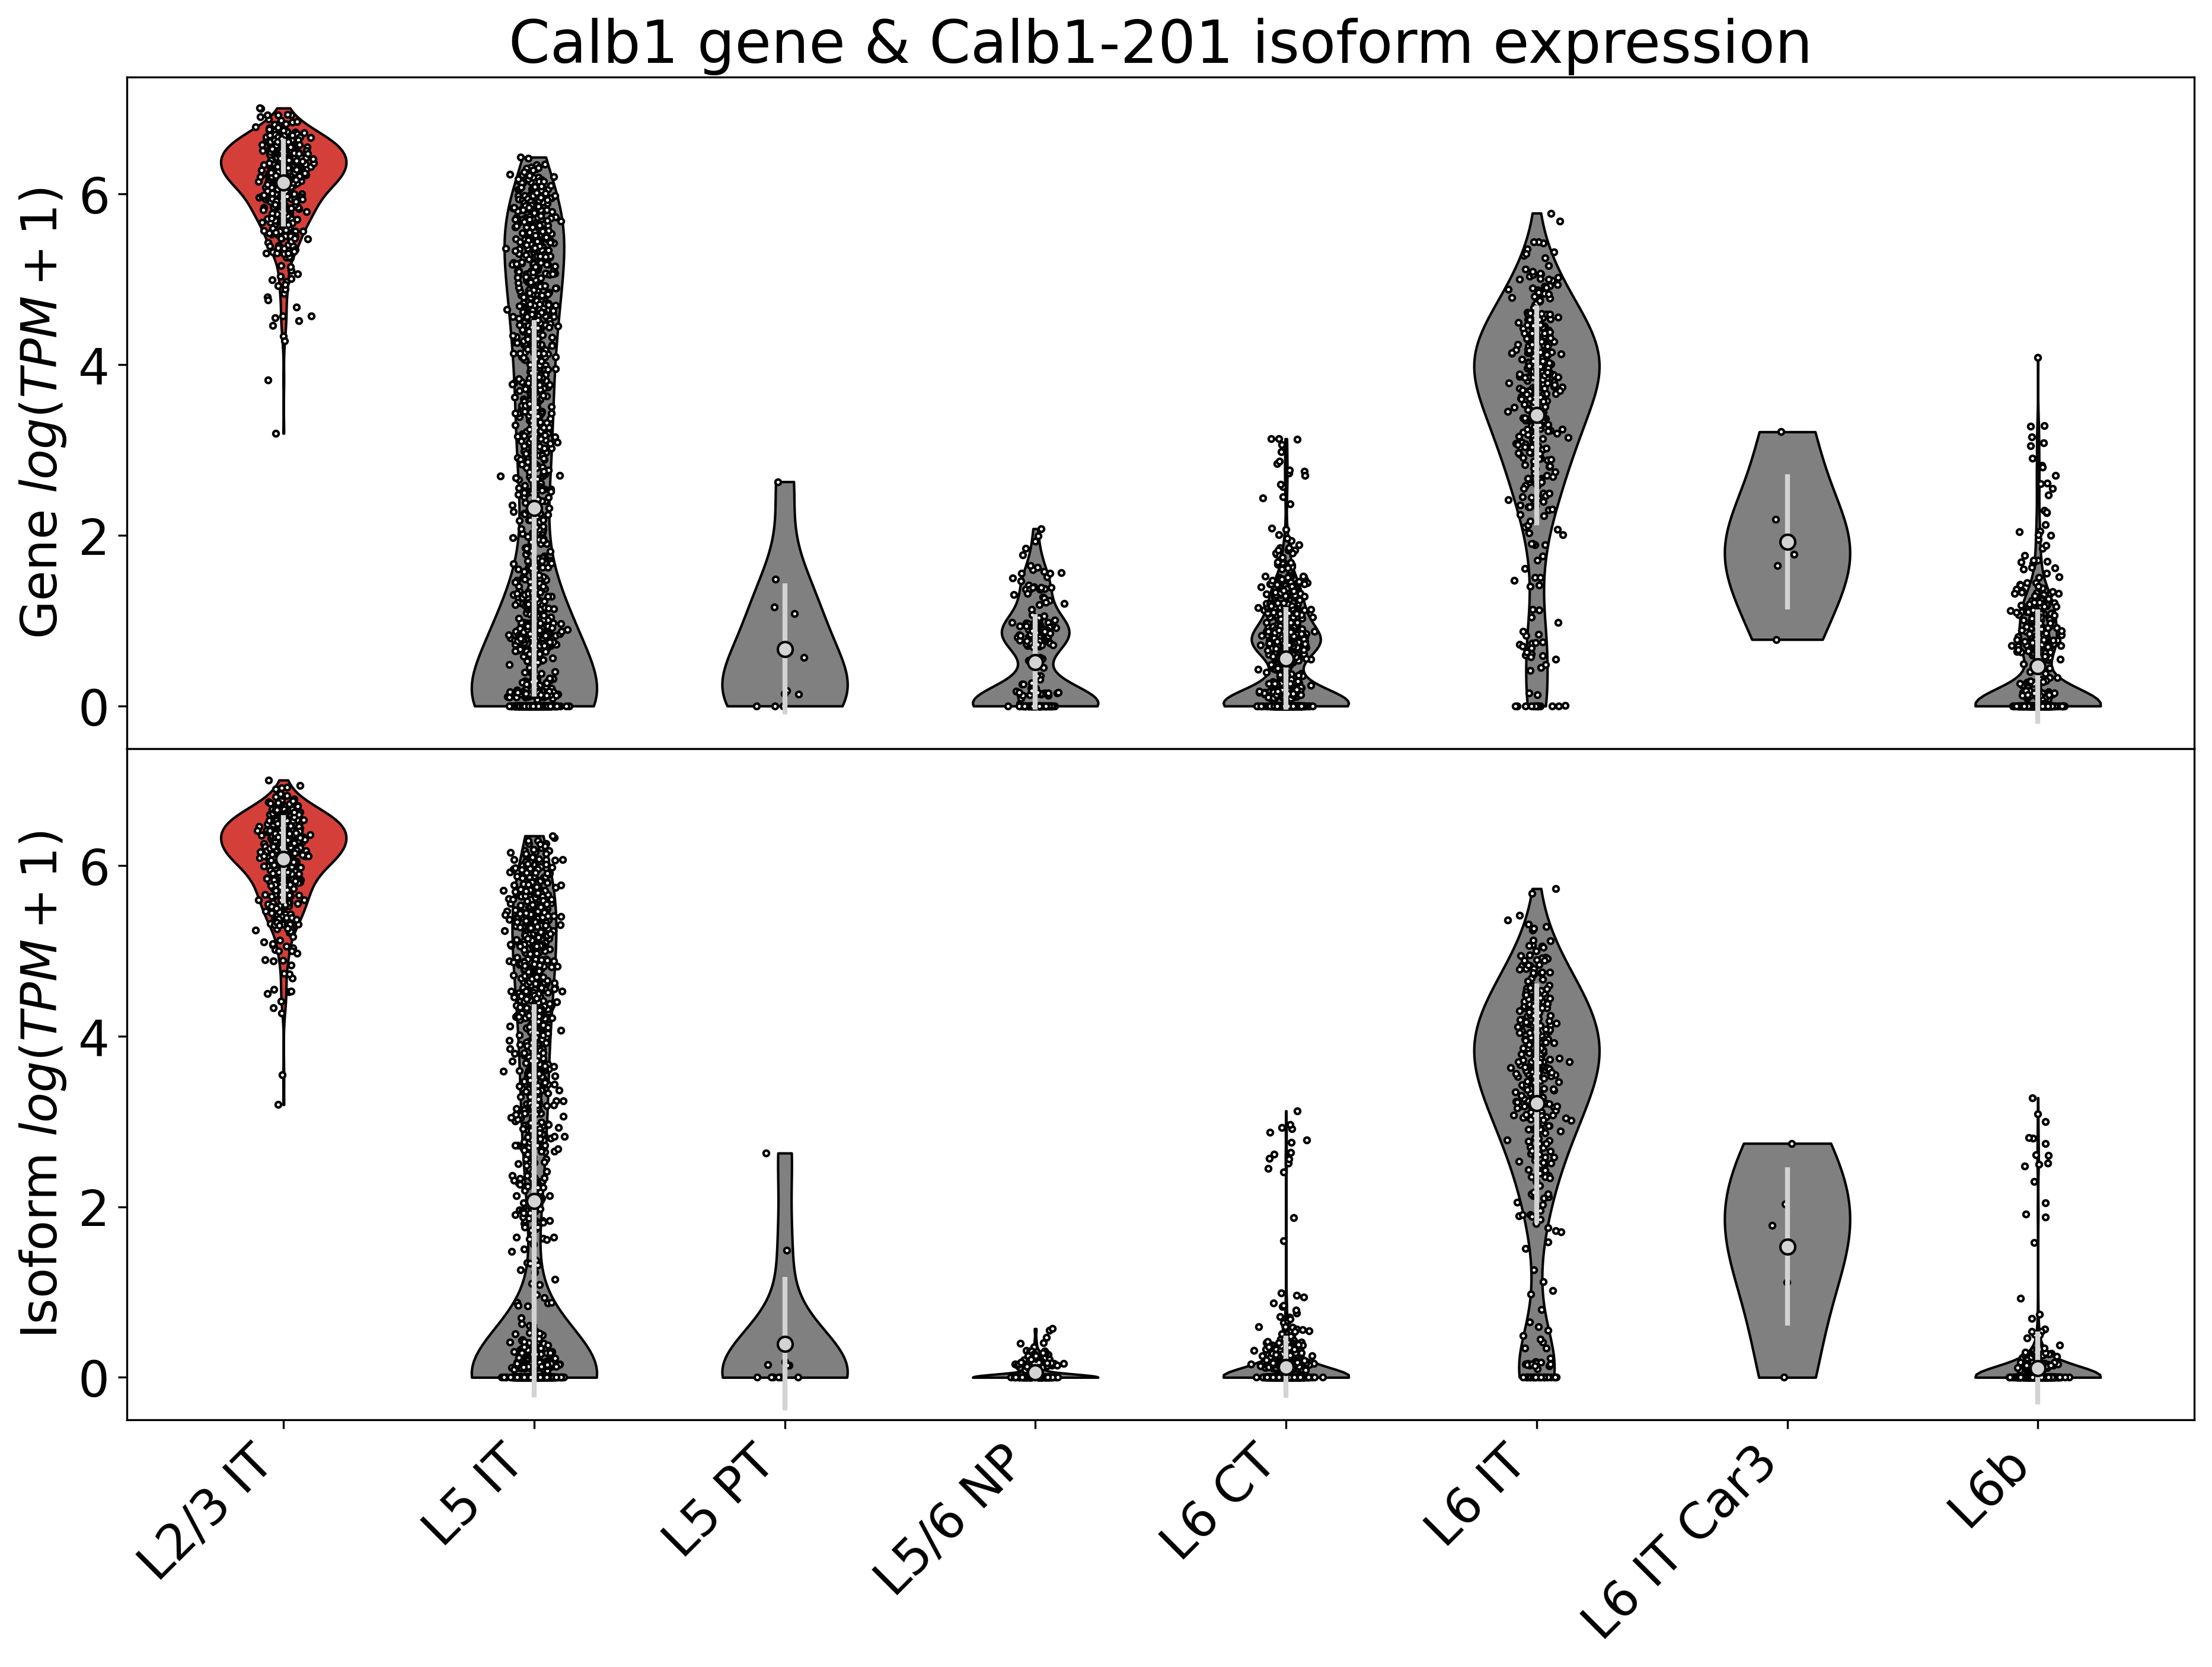 Calb1 gene & Calb1-201 isoform expression
Gene log(TPM + 1)
6
4
2
0
Isoform log(TPM + 1)
6
4
2
0
L2/3 IT
L5 IT
L5 PT
L5/6 NP
L6 CT
L6 IT
L6 IT Car3
L6b